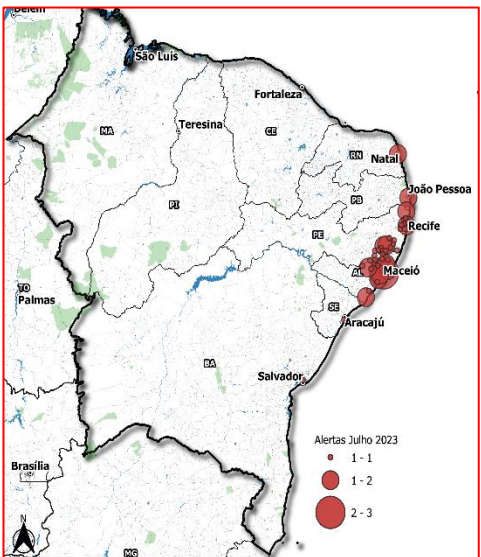 Belém
São Luís
Fortaleza
Teresina
MA
CE
RN
Natal
João Pessoa
PB
PI
Recife
PE
AL
Maceió
TO
Palmas
SE
Aracajú
BA
Salvador
Alertas Julho 2023
1 - 1
Brasília
1 - 2
2 - 3
N
MG